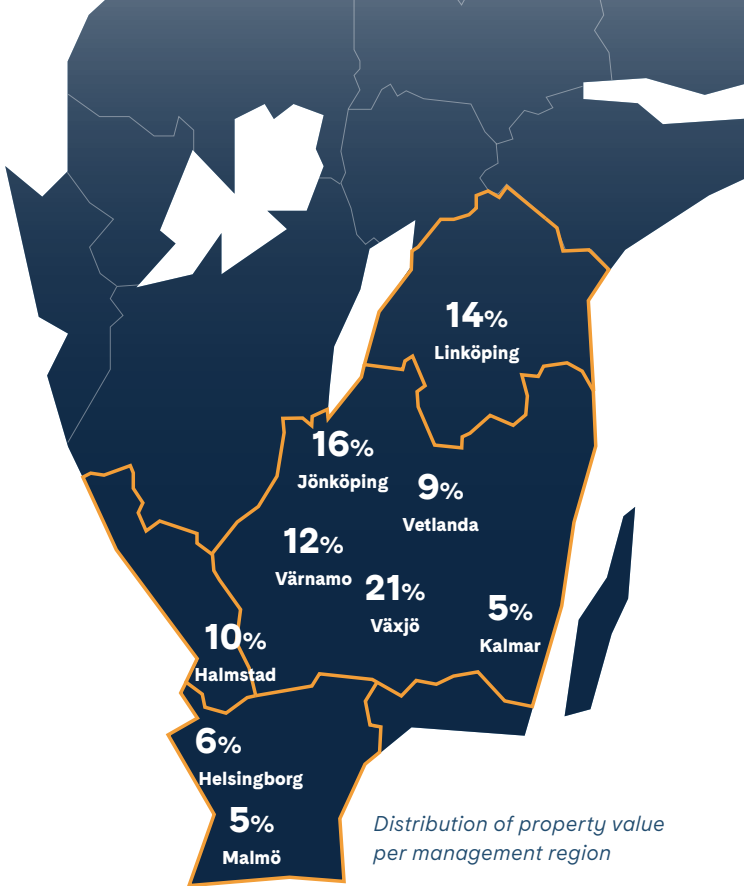 14%
Linköping
16%
Jönköping
9%
Vetlanda
12%
Värnamo
21%
Växjö
5%
Kalmar
10%
Halmstad
6%
Helsingborg
5%
Malmö
Distribution of property value
per management region